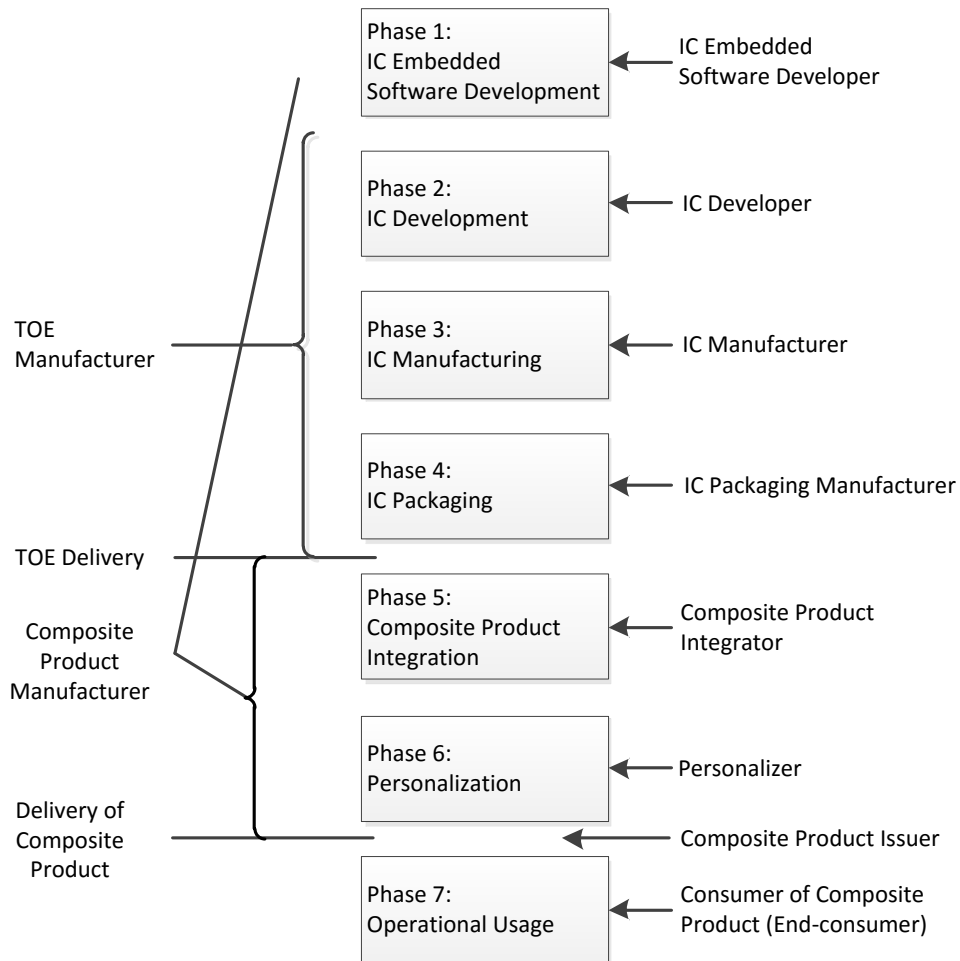 Phase 1:
IC Embedded
Software Development
IC Embedded
Software Developer
Phase 2:
IC Development
IC Developer
TOE
Manufacturer
Phase 3:
IC Manufacturing
IC Manufacturer
Phase 4:
IC Packaging
IC Packaging Manufacturer
TOE Delivery
Composite
Product
Manufacturer
Phase 5:
Composite Product
Integration
Composite Product
Integrator
Phase 6:
Personalization
Personalizer
Delivery of
Composite
Product
Composite Product Issuer
Phase 7:
Operational Usage
Consumer of Composite
Product (End-consumer)